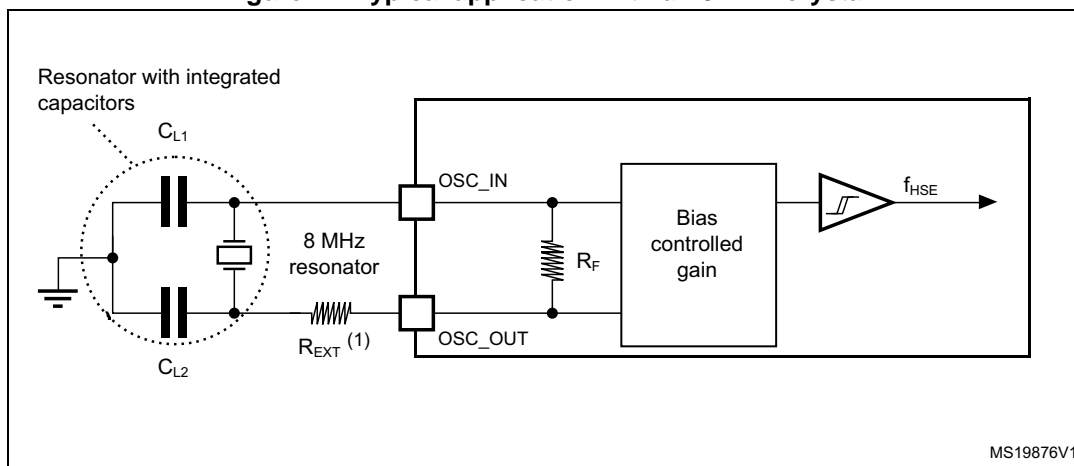 Resonator with integrated
capacitors
CL1
OSC_IN
fHSE
8 MHz
resonator
RF
Bias
controlled
gain
REXT (1)
OSC_OUT
CL2
MS19876V1